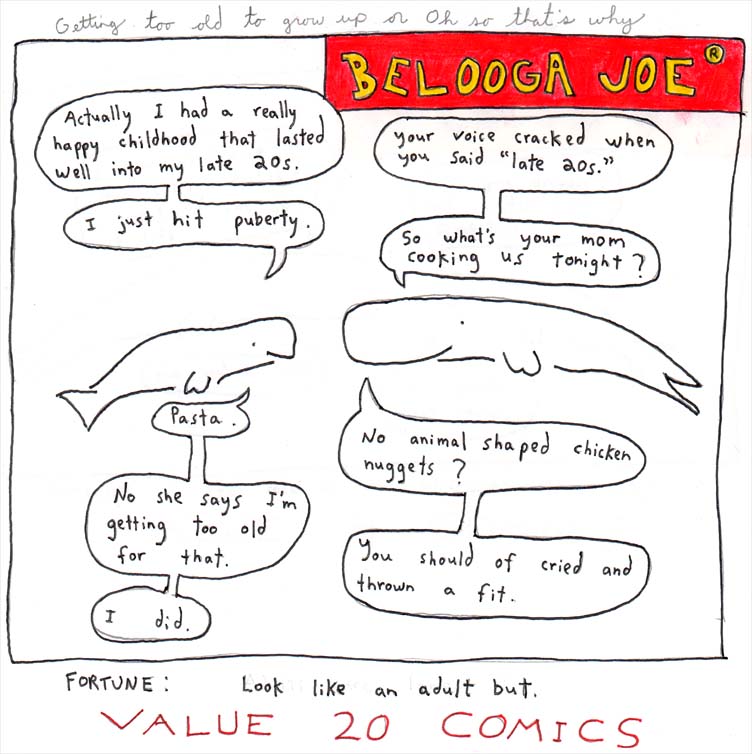 Getting too old to grow up or Oh so that's why
BELOOGA JOE®
Actually I had a really
happy childhood that lasted
well into my late 20s.
I just hit puberty.
your voice cracked when
you said "late 20s."
So what's your mom
cooking us tonight?
Pasta.
No animal shaped chicken
nuggets?
No she says I'm
getting too old
for that.
You should of cried and
thrown a fit.
I did.
FORTUNE: Look like an adult but.
VALUE 20 COMICS